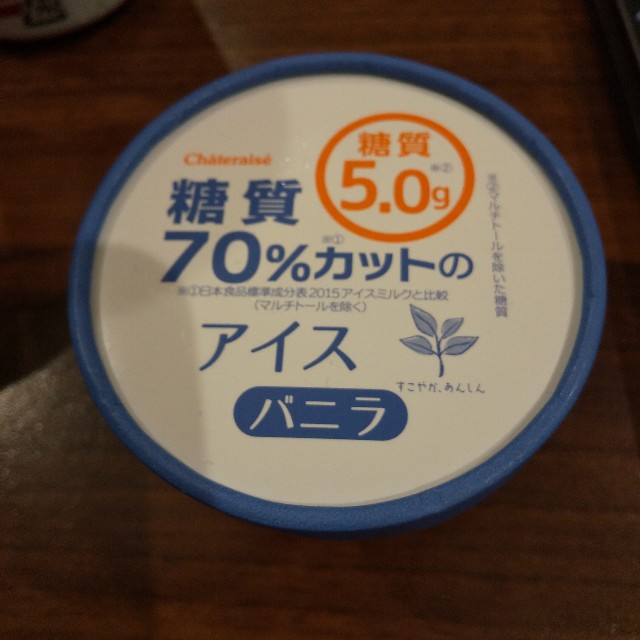 Châteraisé
糖質
5.0g
※②
糖質
70%カットの
※①
※①日本食品標準成分表2015アイスミルクと比較
(マルチトールを除く)
※②マルチトールを除いた糖質
アイス
すこやか、あんしん
バニラ